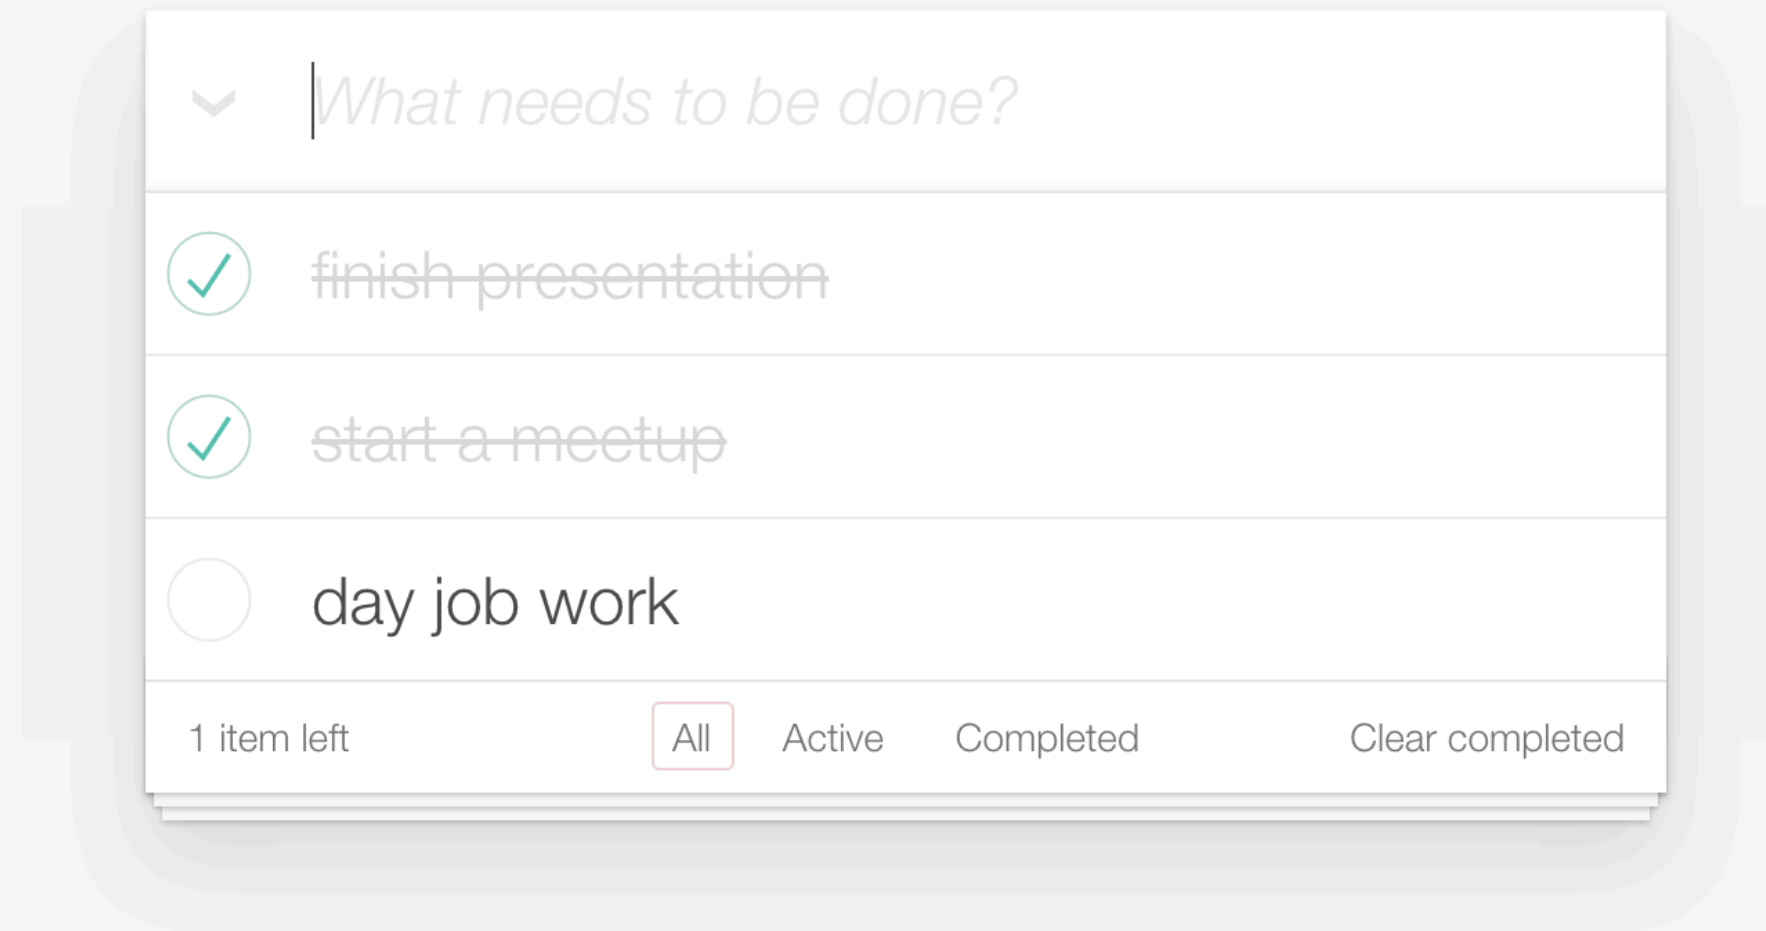 What needs to be done?
finish presentation
start a meetup
day job work
1 item left All Active Completed Clear completed